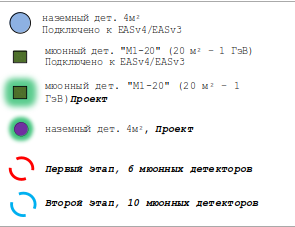 наземный дет. 4м²
Подключено к EASv4/EASv3
мюонный дет. "М1-20" (20 м² – 1 ГэВ)
Подключено к EASv4/EASv3
мюонный дет. "М1-20" (20 м² – 1
ГэВ)Проект
наземный дет. 4м², Проект
Первый этап, 6 мюонных детекторов
Второй этап, 10 мюонных детекторов